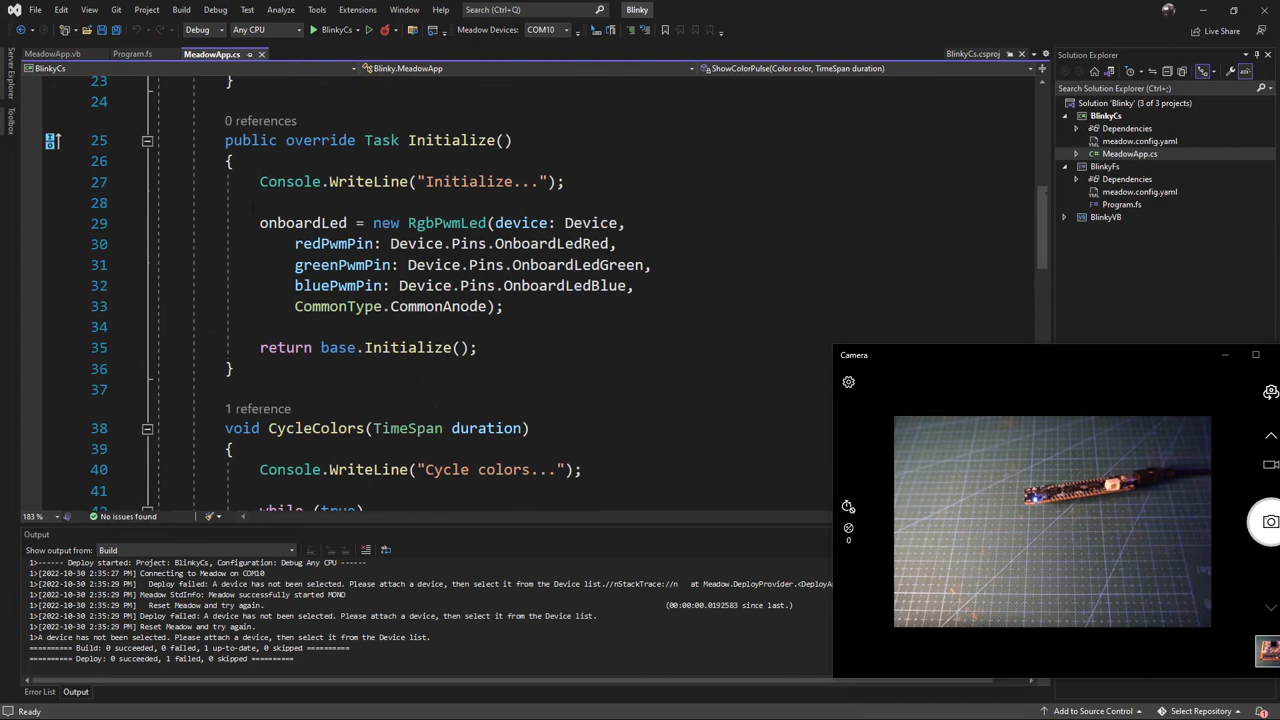 File Edit View Git Project Build Debug Test Analyze Tools Extensions Window Help Search (Ctrl+Q) Blinky
Debug Any CPU BlinkyCs Meadow Devices: COM10 Live Share
MeadowApp.vb Program.fs MeadowApp.cs BlinkyCs.csproj
BlinkyCs Blinky.MeadowApp ShowColorPulse(Color color, TimeSpan duration)
Server Explorer
Toolbox
23 }
24
0 references
25 public override Task Initialize()
26 {
27 Console.WriteLine("Initialize...");
28
29 onboardLed = new RgbPwmLed(device: Device,
30 redPwmPin: Device.Pins.OnboardLedRed,
31 greenPwmPin: Device.Pins.OnboardLedGreen,
32 bluePwmPin: Device.Pins.OnboardLedBlue,
33 CommonType.CommonAnode);
34
35 return base.Initialize();
36 }
37
1 reference
38 void CycleColors(TimeSpan duration)
39 {
40 Console.WriteLine("Cycle colors...");
41
while (true)
183 % No issues found
Output
Show output from: Build
1>------ Deploy started: Project: BlinkyCs, Configuration: Debug Any CPU ------
1>[2022-10-30 2:35:27 PM] Connecting to Meadow on COM10
1>[2022-10-30 2:35:29 PM] Deploy failed: A device has not been selected. Please attach a device, then select it from the Device list.//nStackTrace://n at Meadow.DeployProvider.<DeployAp
1>[2022-10-30 2:35:29 PM] Meadow StdInfo: Meadow successfully started MONO
1>[2022-10-30 2:35:29 PM] Reset Meadow and try again. (00:00:00.0192583 since last.)
1>[2022-10-30 2:35:29 PM] Deploy failed: A device has not been selected. Please attach a device, then select it from the Device list.
1>[2022-10-30 2:35:29 PM] Reset Meadow and try again.
1>A device has not been selected. Please attach a device, then select it from the Device list.
========== Build: 0 succeeded, 0 failed, 1 up-to-date, 0 skipped ==========
========== Deploy: 0 succeeded, 1 failed, 0 skipped ==========
Error List Output
Ready
Solution Explorer
Search Solution Explorer (Ctrl+;)
Solution 'Blinky' (3 of 3 projects)
BlinkyCs
Dependencies
meadow.config.yaml
MeadowApp.cs
BlinkyFs
Dependencies
meadow.config.yaml
Program.fs
BlinkyVB
Camera
0
Add to Source Control Select Repository 1